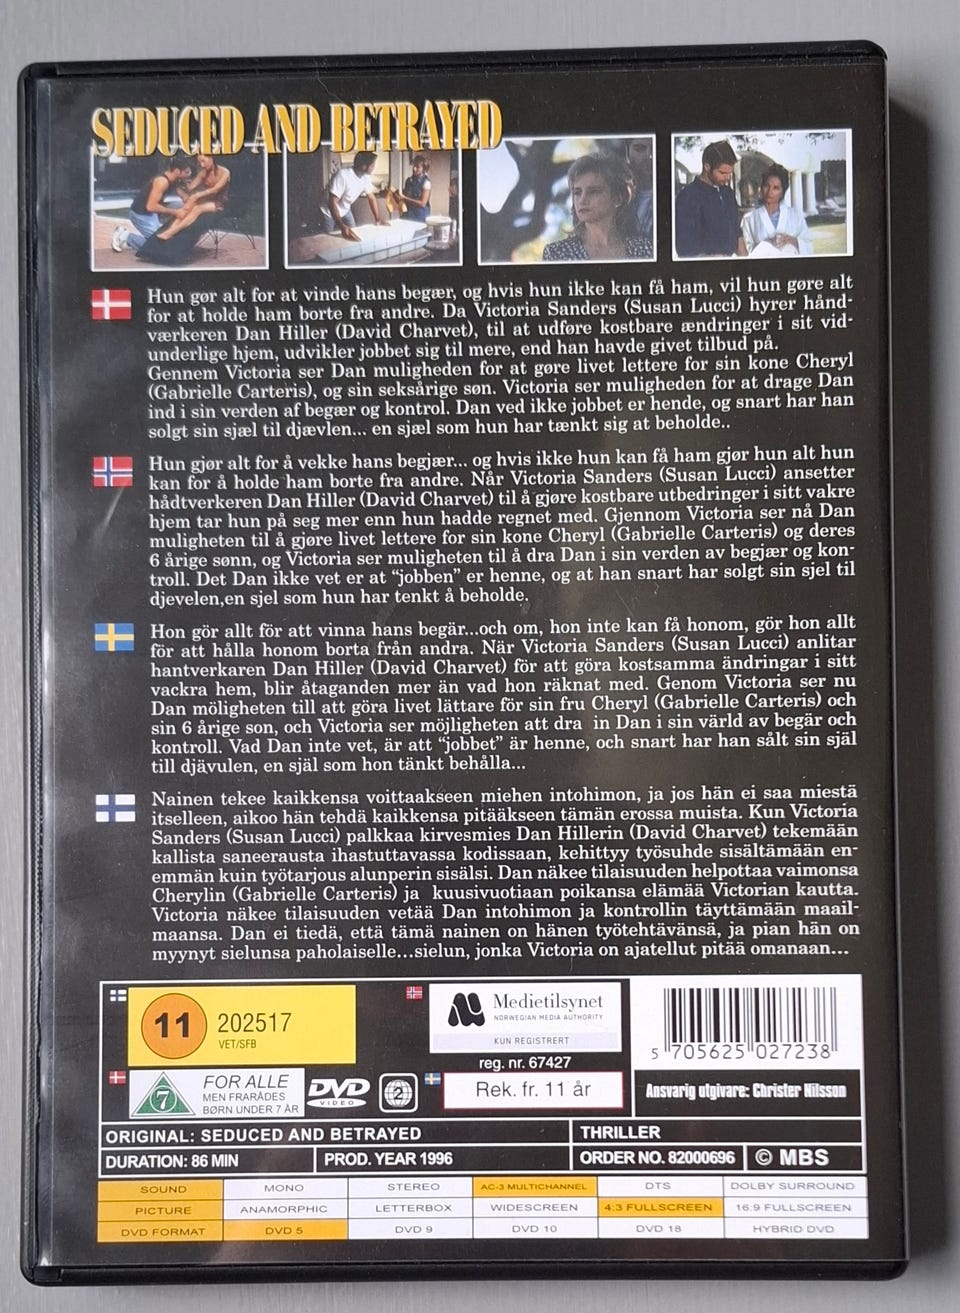 SEDUCED AND BETRAYED
Hun gør alt for at vinde hans begær, og hvis hun ikke kan få ham, vil hun gøre alt
for at holde ham borte fra andre. Da Victoria Sanders (Susan Lucci) hyrer hånd-
værkeren Dan Hiller (David Charvet), til at udføre kostbare ændringer i sit vid-
underlige hjem, udvikler jobbet sig til mere, end han havde givet tilbud på.
Gennem Victoria ser Dan muligheden for at gøre livet lettere for sin kone Cheryl
(Gabrielle Carteris), og sin seksårige søn. Victoria ser muligheden for at drage Dan
ind i sin verden af begær og kontrol. Dan ved ikke jobbet er hende, og snart har han
solgt sin sjæl til djævlen... en sjæl som hun har tænkt sig at beholde..
Hun gjør alt for å vekke hans begjær... og hvis ikke hun kan få ham gjør hun alt hun
kan for å holde ham borte fra andre. Når Victoria Sanders (Susan Lucci) ansetter
hådtverkeren Dan Hiller (David Charvet) til å gjøre kostbare utbedringer i sitt vakre
hjem tar hun på seg mer enn hun hadde regnet med. Gjennom Victoria ser nå Dan
muligheten til å gjøre livet lettere for sin kone Cheryl (Gabrielle Carteris) og deres
6 årige sønn, og Victoria ser muligheten til å dra Dan i sin verden av begjær og kon-
troll. Det Dan ikke vet er at “jobben” er henne, og at han snart har solgt sin sjel til
djevelen,en sjel som hun har tenkt å beholde.
Hon gör allt för att vinna hans begär...och om, hon inte kan få honom, gör hon allt
för att hålla honom borta från andra. När Victoria Sanders (Susan Lucci) anlitar
hantverkaren Dan Hiller (David Charvet) för att göra kostsamma ändringar i sitt
vackra hem, blir åtaganden mer än vad hon räknat med. Genom Victoria ser nu
Dan möligheten till att göra livet lättare för sin fru Cheryl (Gabrielle Carteris) och
sin 6 årige son, och Victoria ser möjligheten att dra in Dan i sin värld av begär och
kontroll. Vad Dan inte vet, är att “jobbet” är henne, och snart har han sålt sin själ
till djävulen, en själ som hon tänkt behålla...
Nainen tekee kaikkensa voittaakseen miehen intohimon, ja jos hän ei saa miestä
itselleen, aikoo hän tehdä kaikkensa pitääkseen tämän erossa muista. Kun Victoria
Sanders (Susan Lucci) palkkaa kirvesmies Dan Hillerin (David Charvet) tekemään
kallista saneerausta ihastuttavassa kodissaan, kehittyy työsuhde sisältämään en-
emmän kuin työtarjous alunperin sisälsi. Dan näkee tilaisuuden helpottaa vaimonsa
Cherylin (Gabrielle Carteris) ja kuusivuotiaan poikansa elämää Victorian kautta.
Victoria näkee tilaisuuden vetää Dan intohimon ja kontrollin täyttämään maail-
maansa. Dan ei tiedä, että tämä nainen on hänen työtehtävänsä, ja pian hän on
myynyt sielunsa paholaiselle...sielun, jonka Victoria on ajatellut pitää omanaan...
11 202517
VET/SFB
Medietilsynet
NORWEGIAN MEDIA AUTHORITY
KUN REGISTRERT
reg. nr. 67427
5 705625 027238
7 FOR ALLE
MEN FRARÅDES
BØRN UNDER 7 ÅR
DVD
VIDEO
2
Rek. fr. 11 år
Ansvarig utgivare: Christer Nilsson
ORIGINAL: SEDUCED AND BETRAYED THRILLER
DURATION: 86 MIN PROD. YEAR 1996 ORDER NO. 82000696 © MBS
SOUND MONO STEREO AC-3 MULTICHANNEL DTS DOLBY SURROUND
PICTURE ANAMORPHIC LETTERBOX WIDESCREEN 4:3 FULLSCREEN 16:9 FULLSCREEN
DVD FORMAT DVD 5 DVD 9 DVD 10 DVD 18 HYBRID DVD